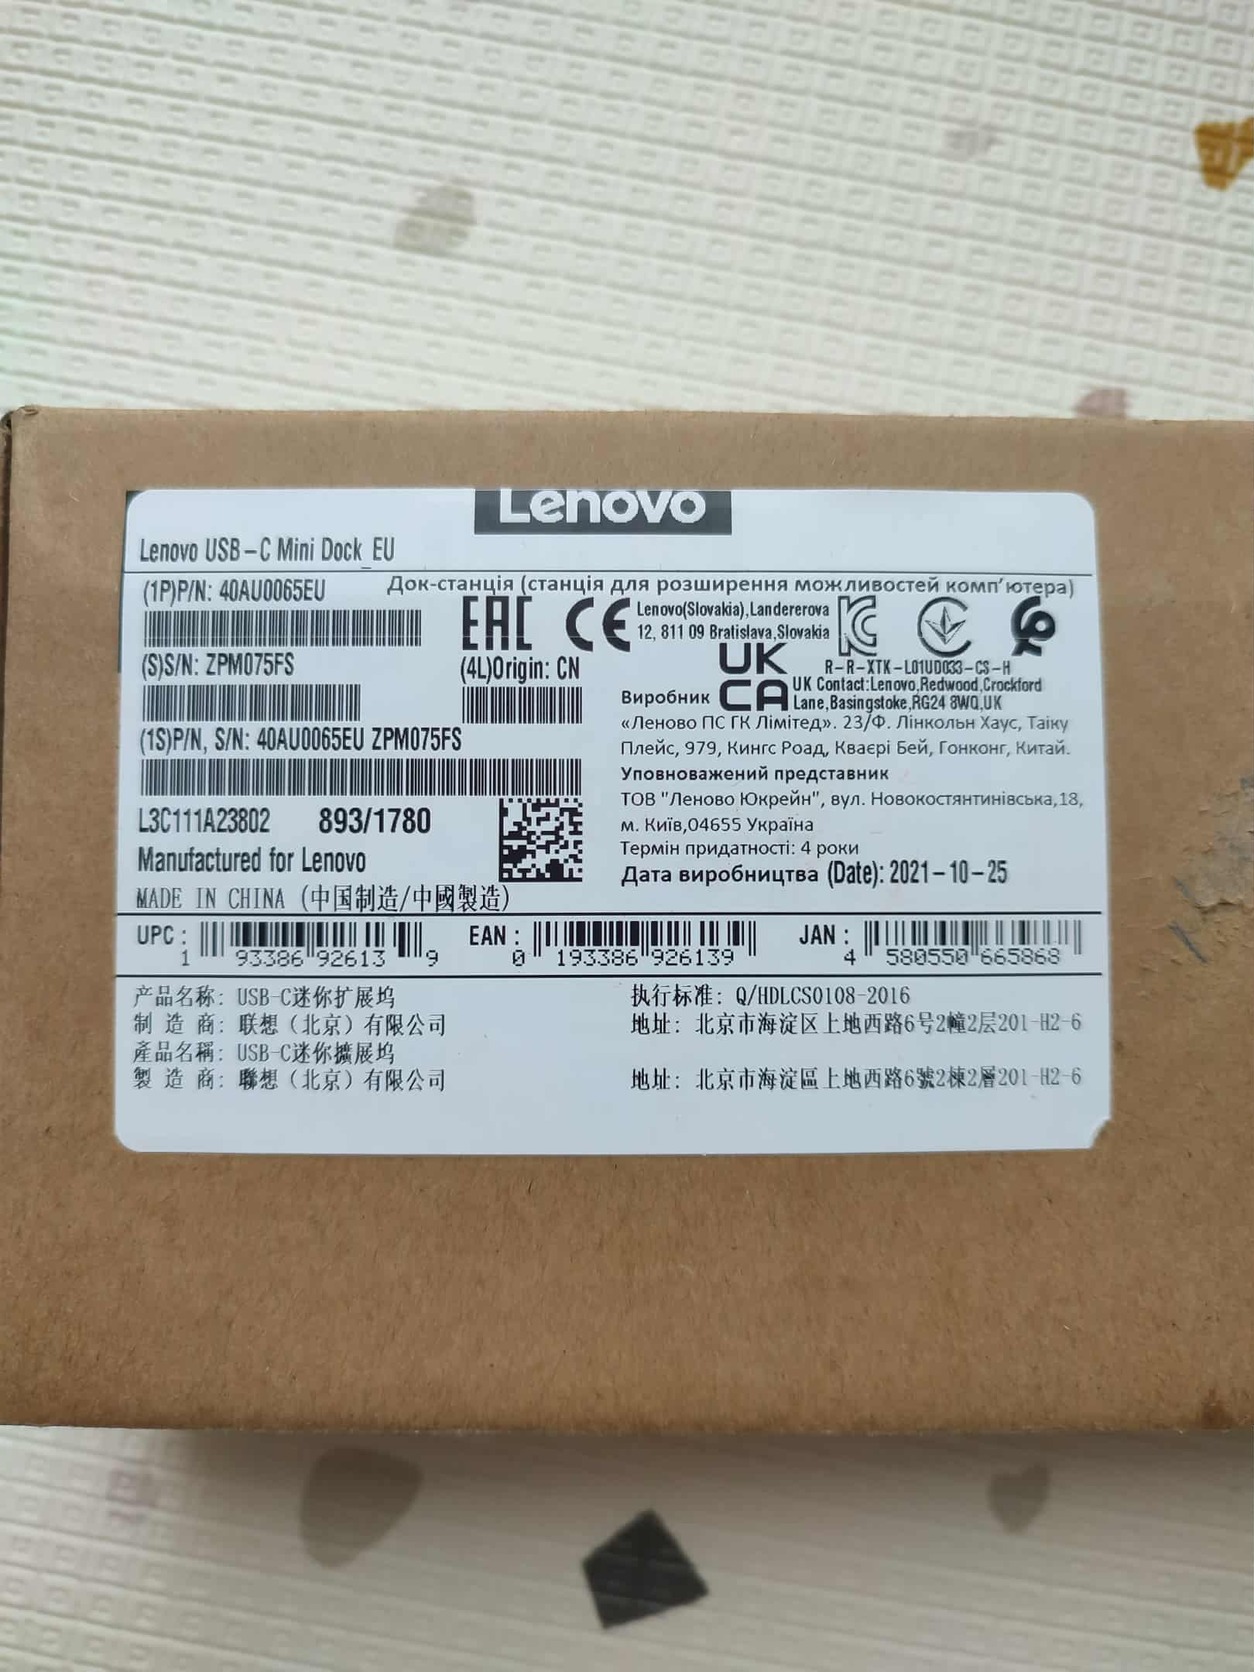 Lenovo
Lenovo USB-C Mini Dock_EU
(1P)P/N: 40AU0065EU
Док-станція (станція для розширення можливостей комп'ютера)
EAC CE
Lenovo(Slovakia),Landererova
12, 811 09 Bratislava,Slovakia
(S)S/N: ZPM075FS
(4L)Origin: CN
UK
CA
R-R-XTK-L01UD033-CS-H
UK Contact:Lenovo,Redwood,Crockford
Lane,Basingstoke,RG24 8WQ,UK
Виробник
«Леново ПС ГК Лімітед». 23/Ф. Лінкольн Хаус, Таіку
Плейс, 979, Кингс Роад, Кваєрі Бей, Гонконг, Китай.
(1S)P/N, S/N: 40AU0065EU ZPM075FS
Уповноважений представник
ТОВ "Леново Юкрейн", вул. Новокостянтинівська,18,
м. Київ,04655 Україна
L3C111A23802 893/1780
Термін придатності: 4 роки
Manufactured for Lenovo
Дата виробництва (Date): 2021-10-25
MADE IN CHINA (中国制造/中國製造)
UPC: 1 93386 92613 9
EAN: 0 193386 926139
JAN: 4 580550 665868
产品名称: USB-C迷你扩展坞
执行标准: Q/HDLCS0108-2016
制 造 商: 联想（北京）有限公司
地址: 北京市海淀区上地西路6号2幢2层201-H2-6
產品名稱: USB-C迷你擴展坞
製 造 商: 聯想（北京）有限公司
地址: 北京市海淀區上地西路6號2棟2層201-H2-6